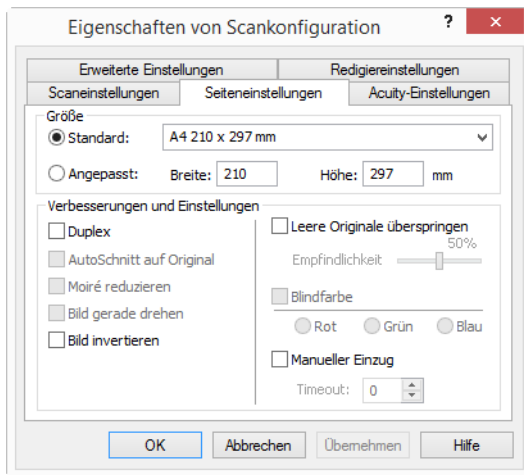 Eigenschaften von Scankonfiguration ? ×
Erweiterte Einstellungen Redigiereinstellungen
Scaneinstellungen Seiteneinstellungen Acuity-Einstellungen
Größe
Standard: A4 210 x 297 mm
Angepasst: Breite: 210 Höhe: 297 mm
Verbesserungen und Einstellungen
Duplex
AutoSchnitt auf Original
Moiré reduzieren
Bild gerade drehen
Bild invertieren
Leere Originale überspringen
50%
Empfindlichkeit
Blindfarbe
Rot Grün Blau
Manueller Einzug
Timeout: 0
OK Abbrechen Übernehmen Hilfe